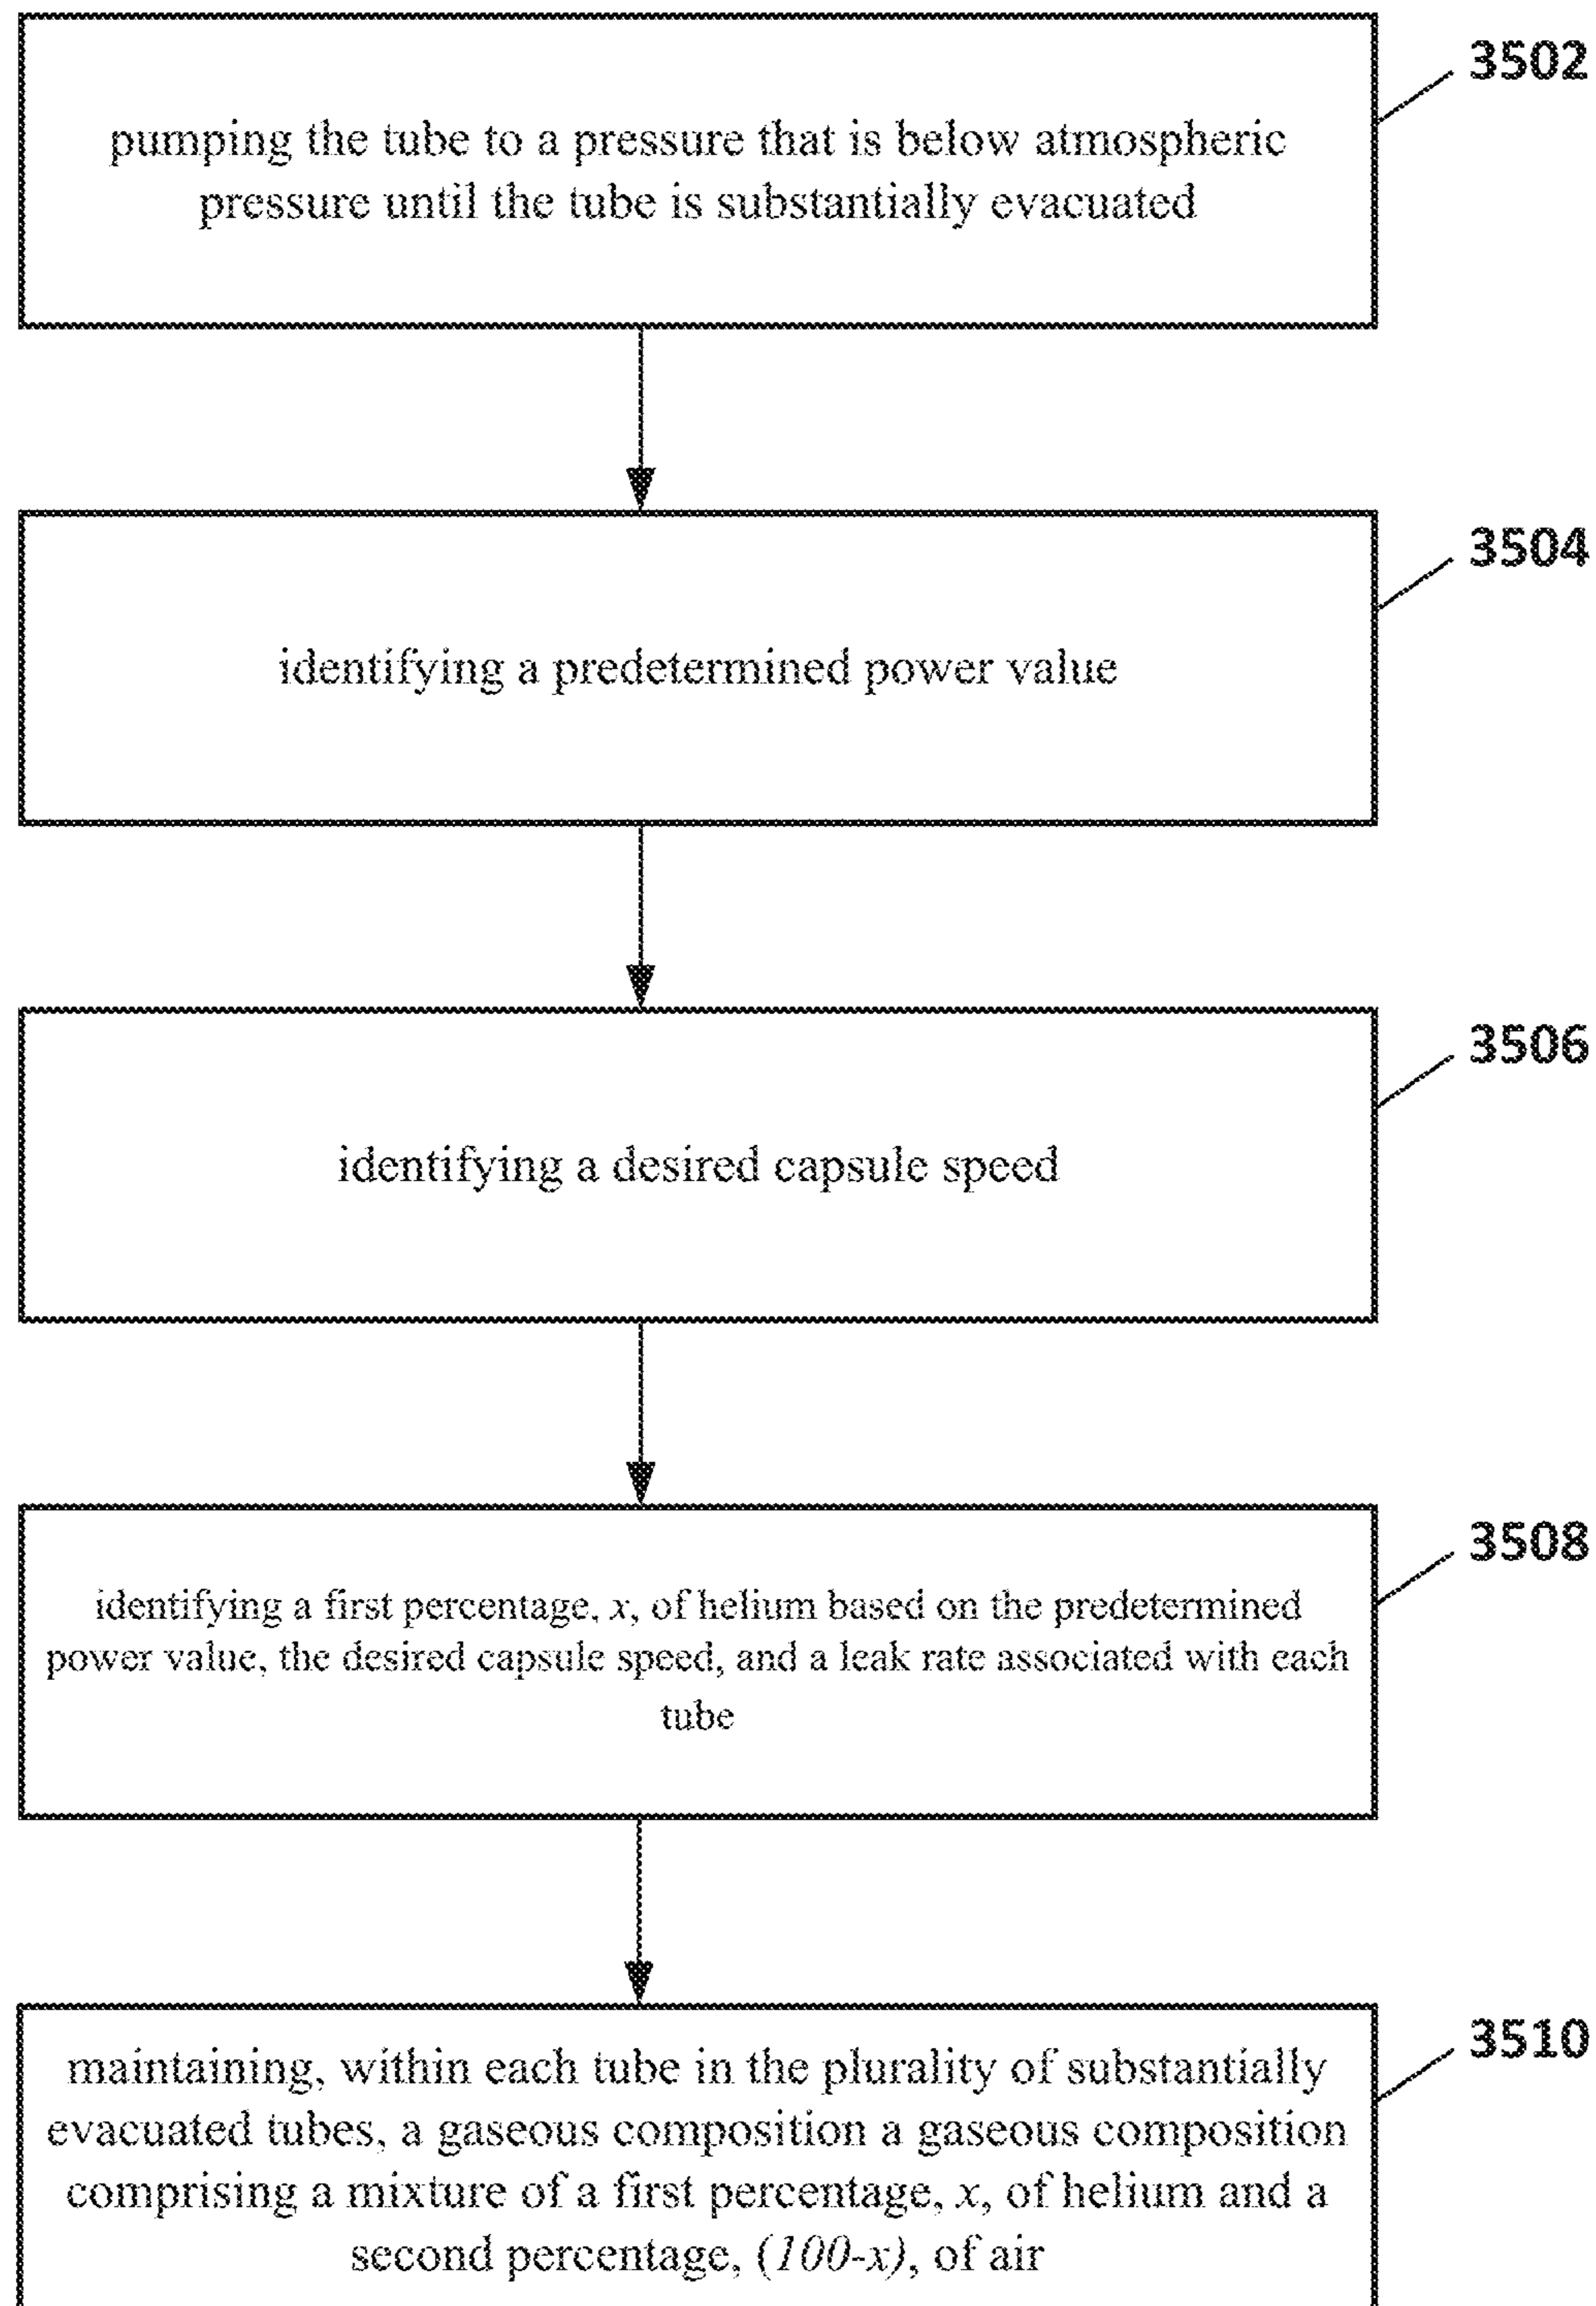 3502
pumping the tube to a pressure that is below atmospheric
pressure until the tube is substantially evacuated
3504
identifying a predetermined power value
3506
identifying a desired capsule speed
3508
identifying a first percentage, x, of helium based on the predetermined
power value, the desired capsule speed, and a leak rate associated with each
tube
3510
maintaining, within each tube in the plurality of substantially
evacuated tubes, a gaseous composition a gaseous composition
comprising a mixture of a first percentage, x, of helium and a
second percentage, (100-x), of air